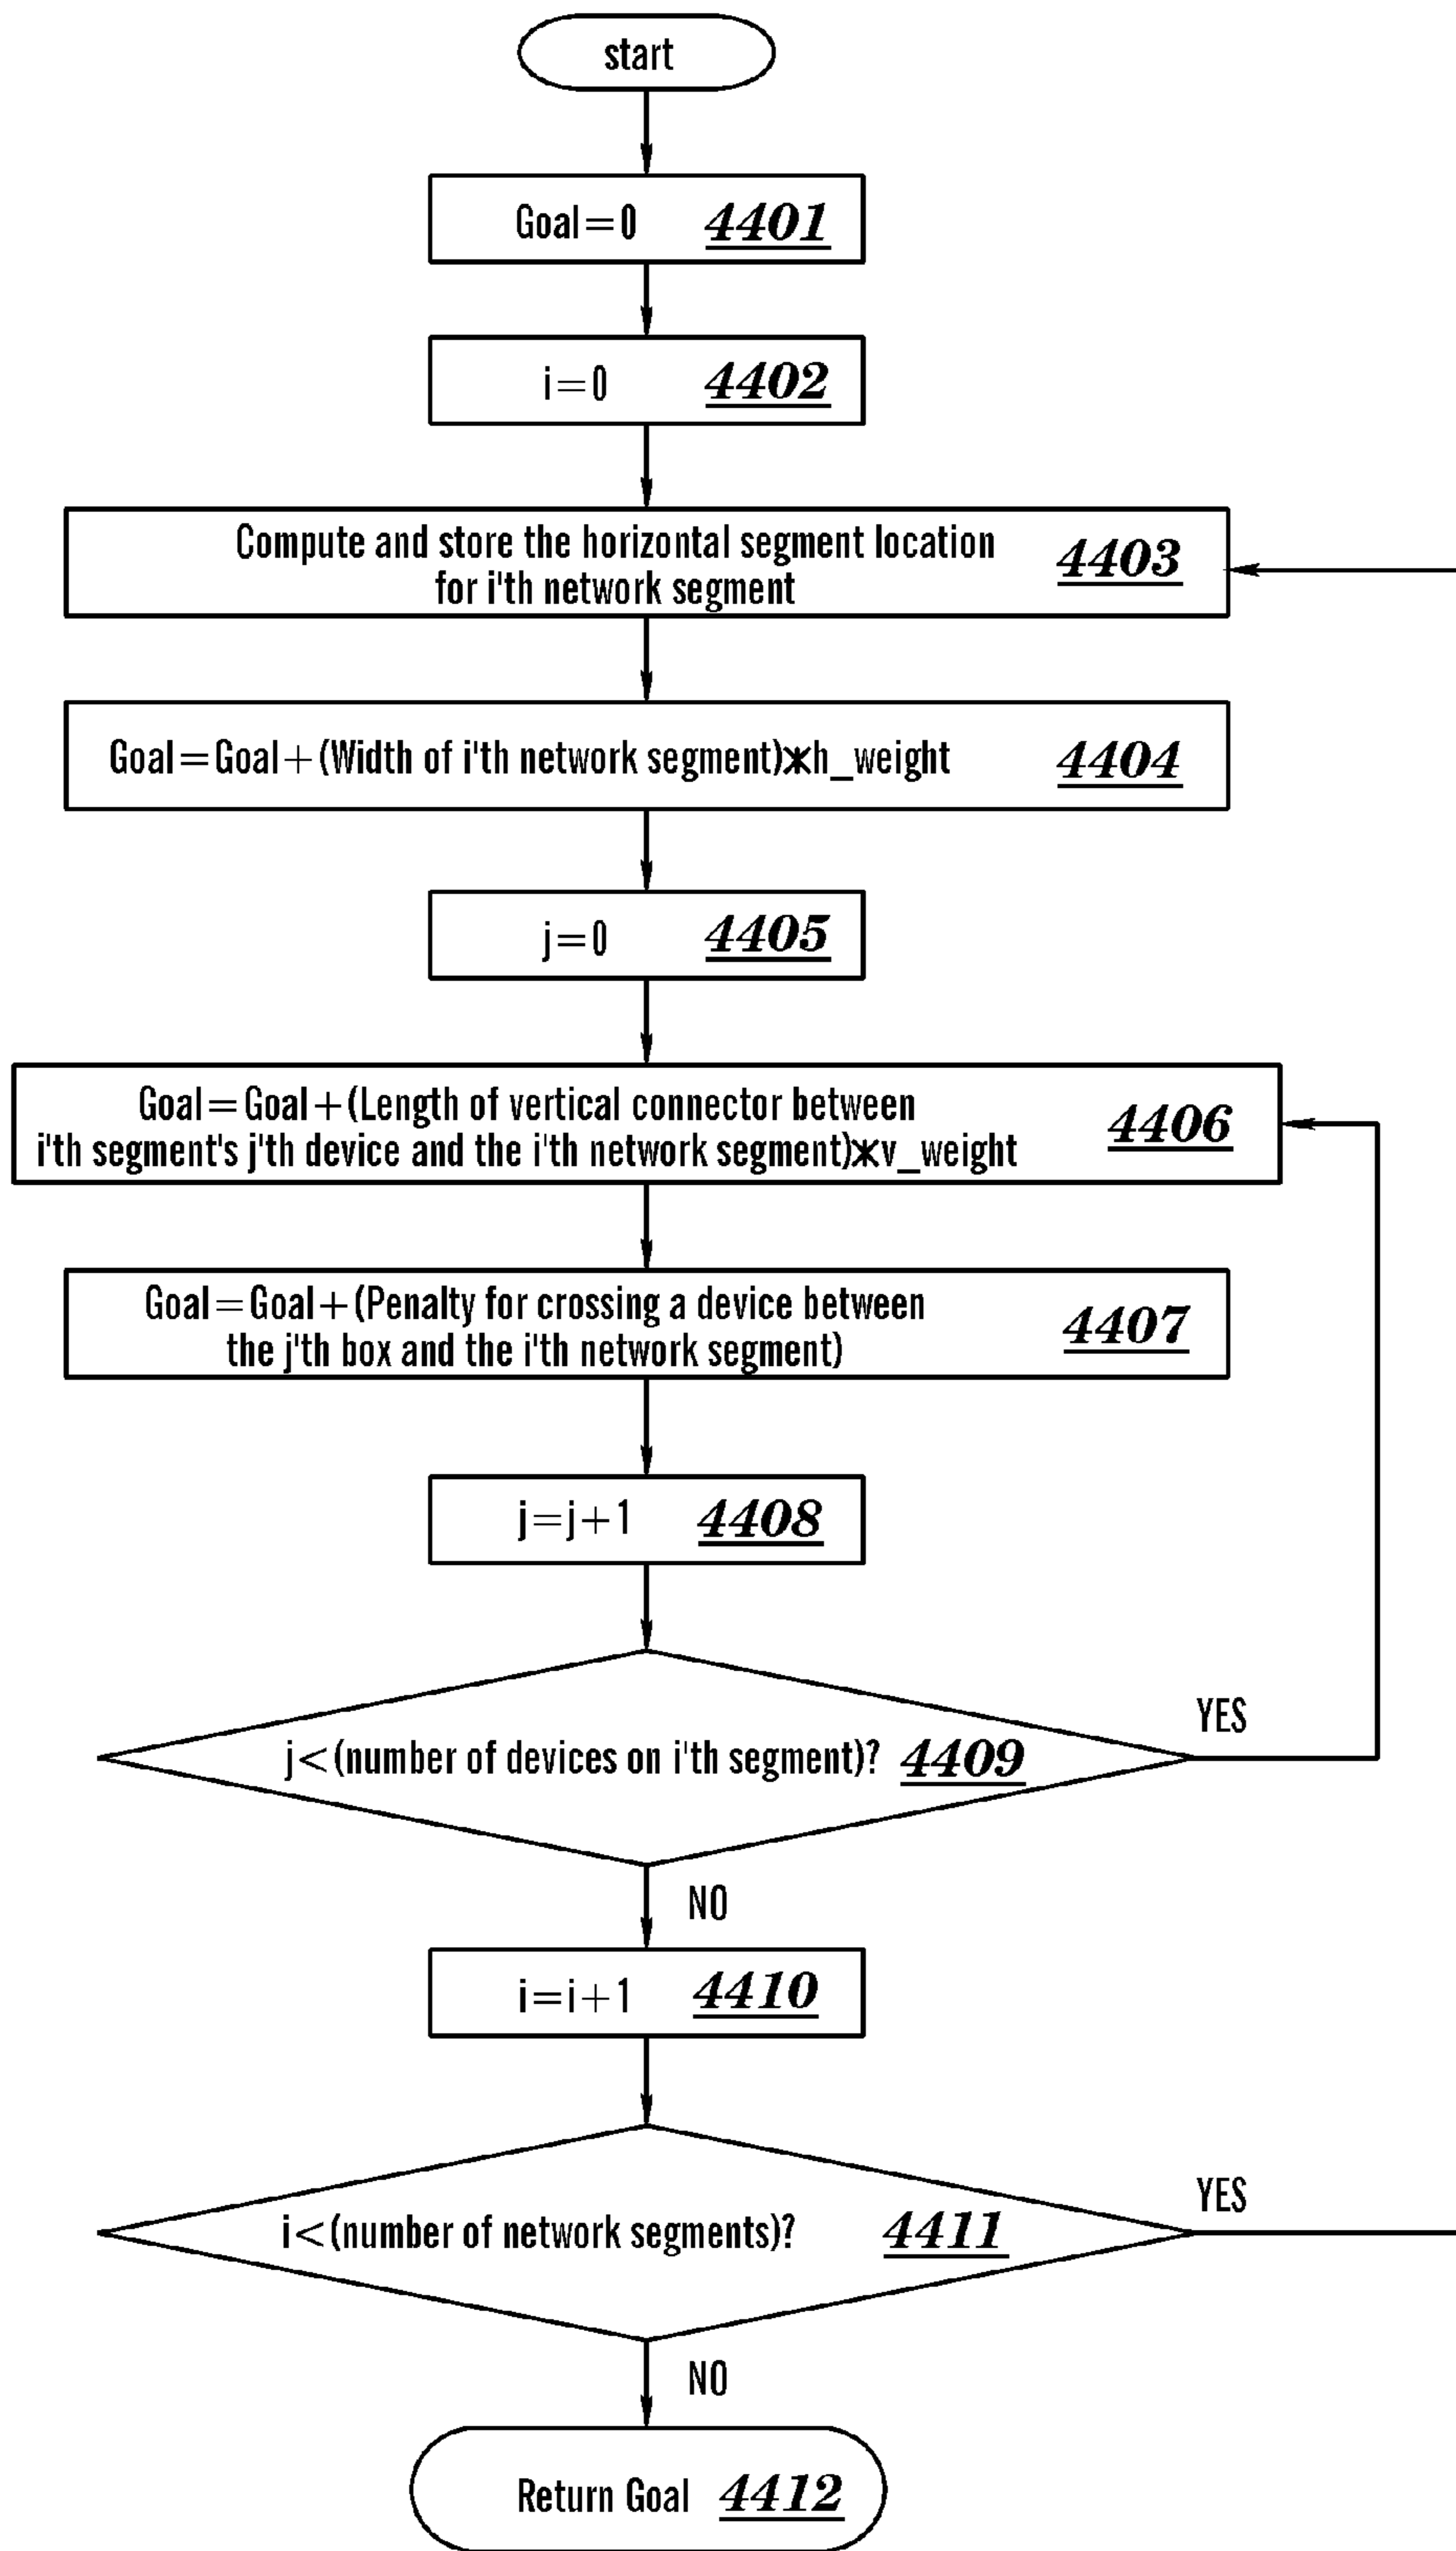 start
Goal=0 4401
i=0 4402
Compute and store the horizontal segment location
for i'th network segment 4403
Goal=Goal+(Width of i'th network segment)*h_weight 4404
j=0 4405
Goal=Goal+(Length of vertical connector between
i'th segment's j'th device and the i'th network segment)*v_weight 4406
Goal=Goal+(Penalty for crossing a device between
the j'th box and the i'th network segment) 4407
j=j+1 4408
YES
j<(number of devices on i'th segment)? 4409
NO
i=i+1 4410
YES
i<(number of network segments)? 4411
NO
Return Goal 4412